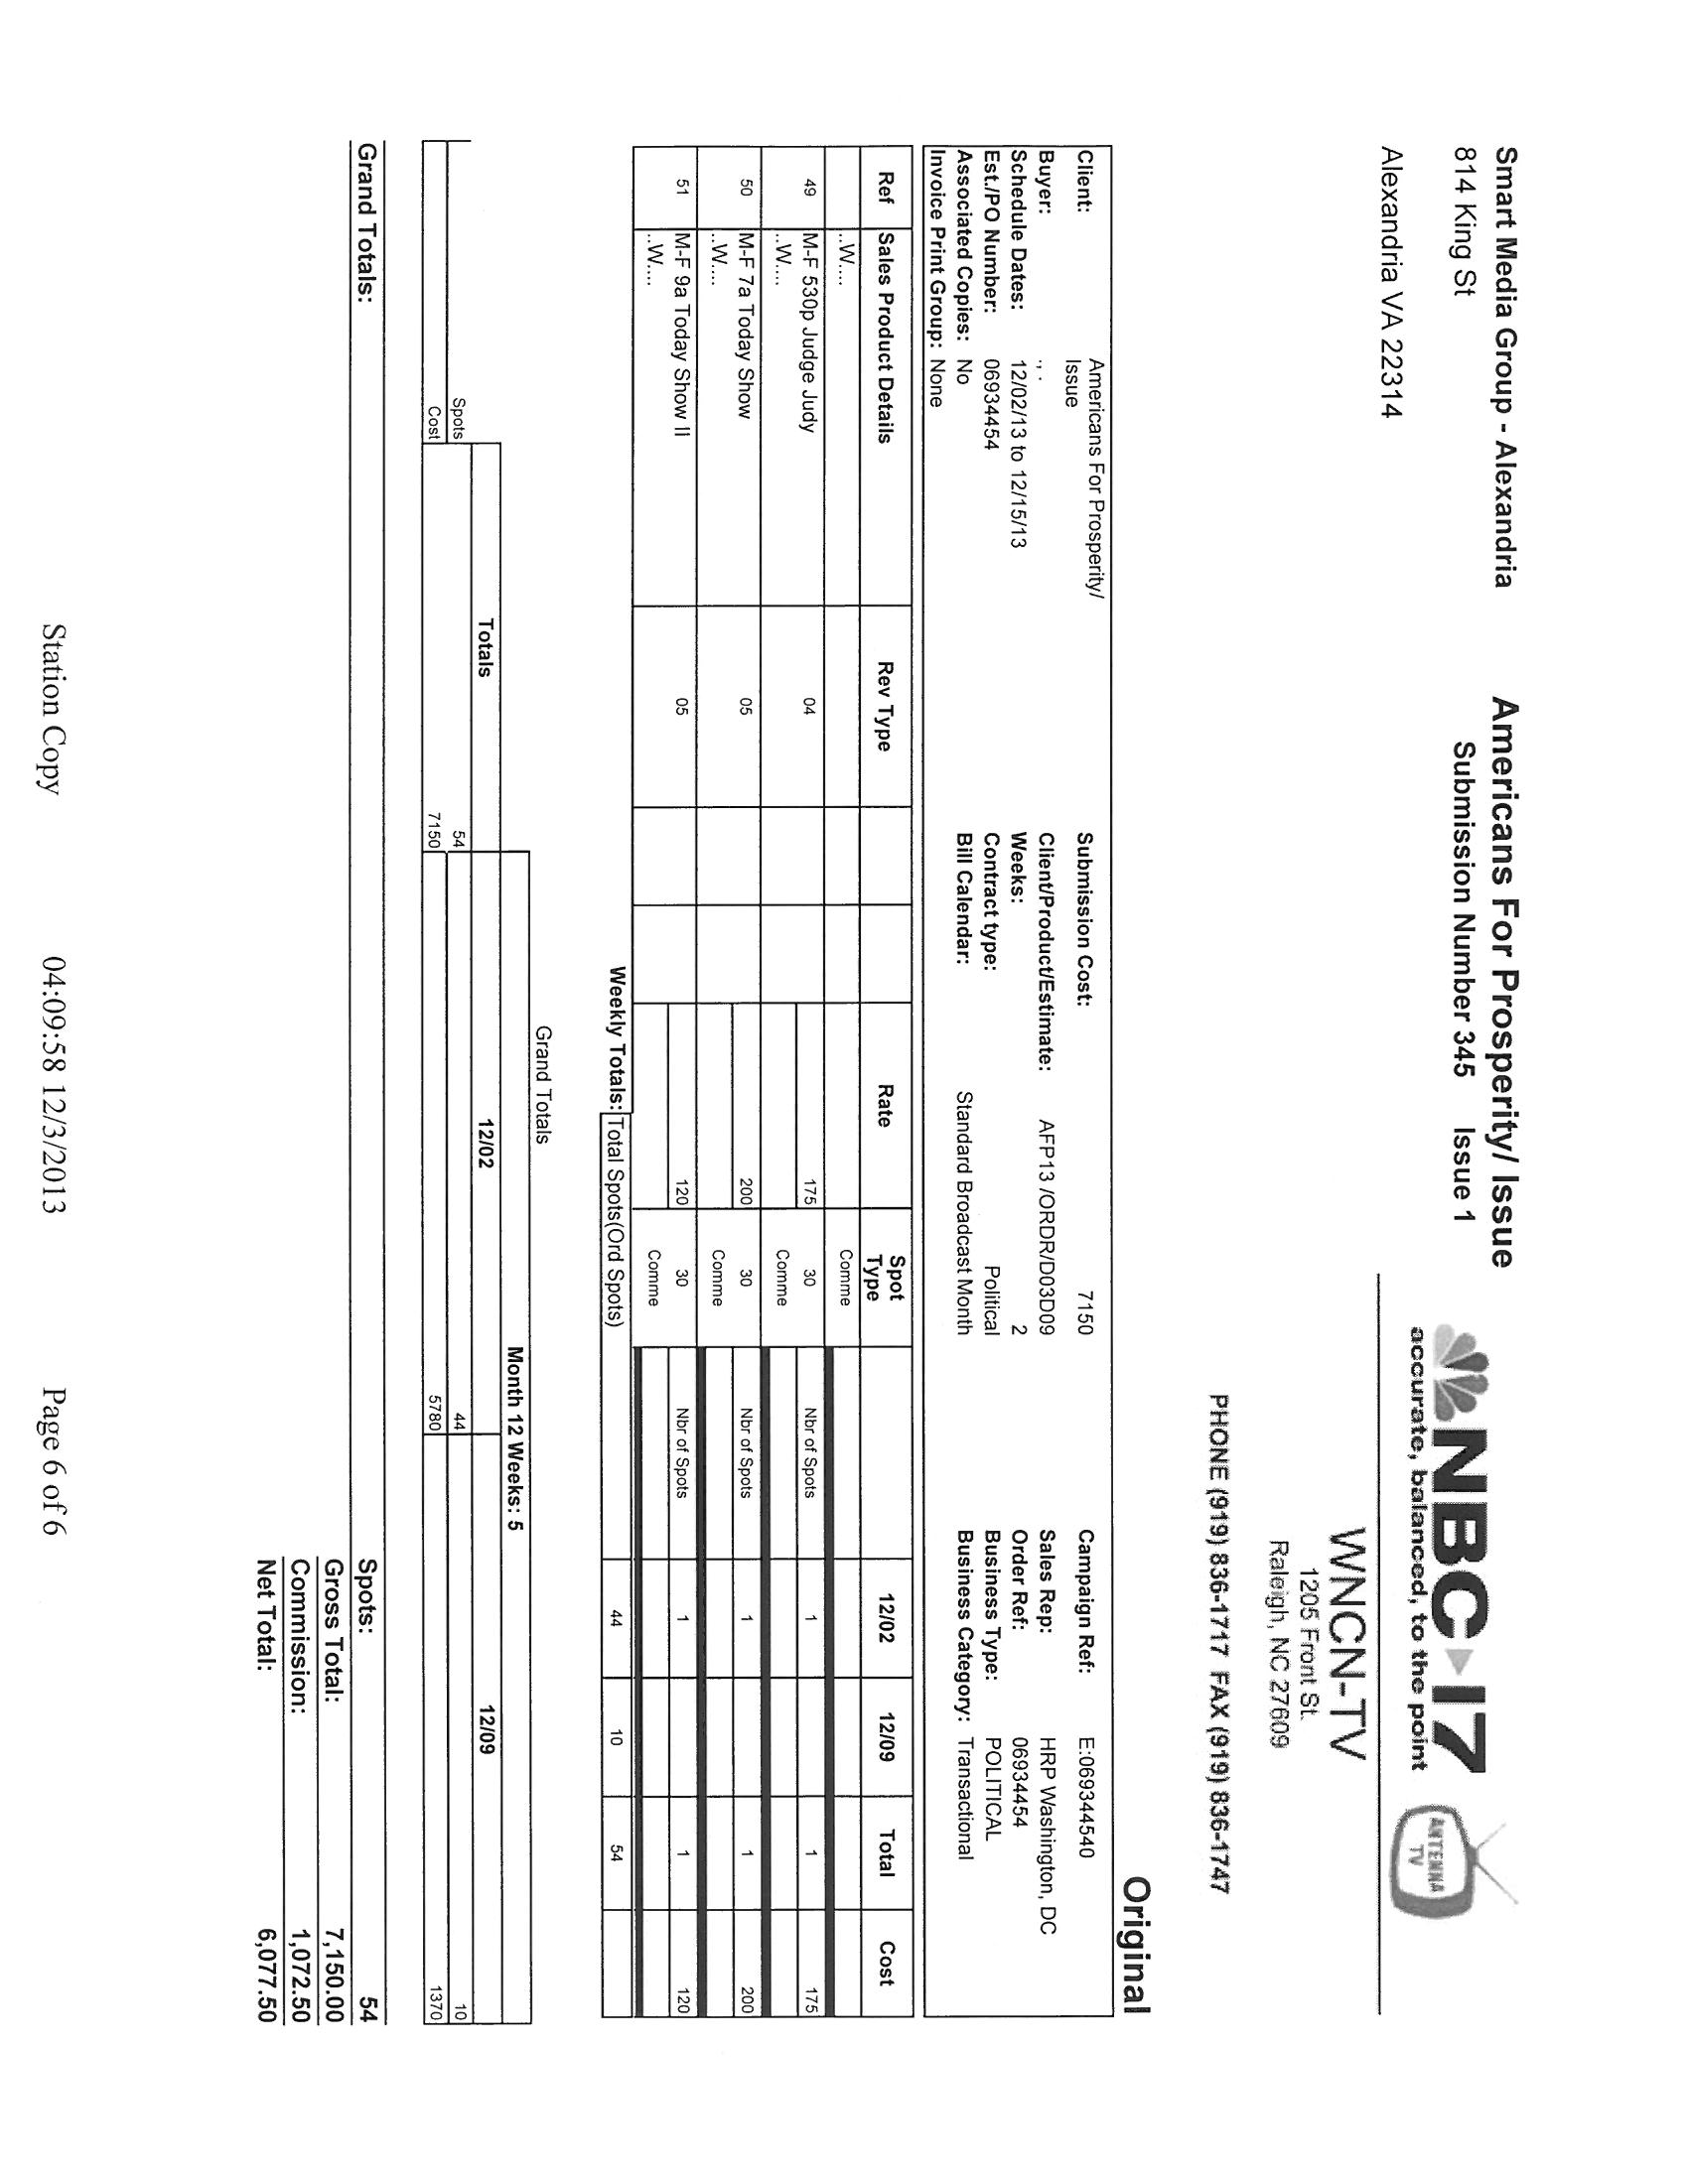 Smart Media Group - Alexandria
814 King St
Alexandria VA 22314
Americans For Prosperity/ Issue
Submission Number 345 Issue 1
NBC 17
accurate, balanced, to the point
ANTENNA TV
WNCN-TV
1205 Front St.
Raleigh, NC 27609
PHONE (919) 836-1717 FAX (919) 836-1747
Original
Client: Americans For Prosperity/ Issue Submission Cost: 7150 Campaign Ref: E:069344540
Buyer: ., . Client/Product/Estimate: AFP13 /ORDR/D03D09 Sales Rep: HRP Washington, DC
Schedule Dates: 12/02/13 to 12/15/13 Weeks: 2 Order Ref: 06934454
Est./PO Number: 06934454 Contract type: Political Business Type: POLITICAL
Associated Copies: No Bill Calendar: Standard Broadcast Month Business Category: Transactional
Invoice Print Group: None
Ref Sales Product Details Rev Type Rate Spot Type 12/02 12/09 Total Cost
..W.... Comme
49 M-F 530p Judge Judy 04 175 30 Nbr of Spots 1 1 175
..W.... Comme
50 M-F 7a Today Show 05 200 30 Nbr of Spots 1 1 200
..W.... Comme
51 M-F 9a Today Show II 05 120 30 Nbr of Spots 1 1 120
..W.... Comme
Weekly Totals: Total Spots(Ord Spots) 44 10 54
Grand Totals
Month 12 Weeks: 5
Totals 12/02 12/09
Spots 54 44 10
Cost 7150 5780 1370
Grand Totals: Spots: 54
Gross Total: 7,150.00
Commission: 1,072.50
Net Total: 6,077.50
Station Copy 04:09:58 12/3/2013 Page 6 of 6